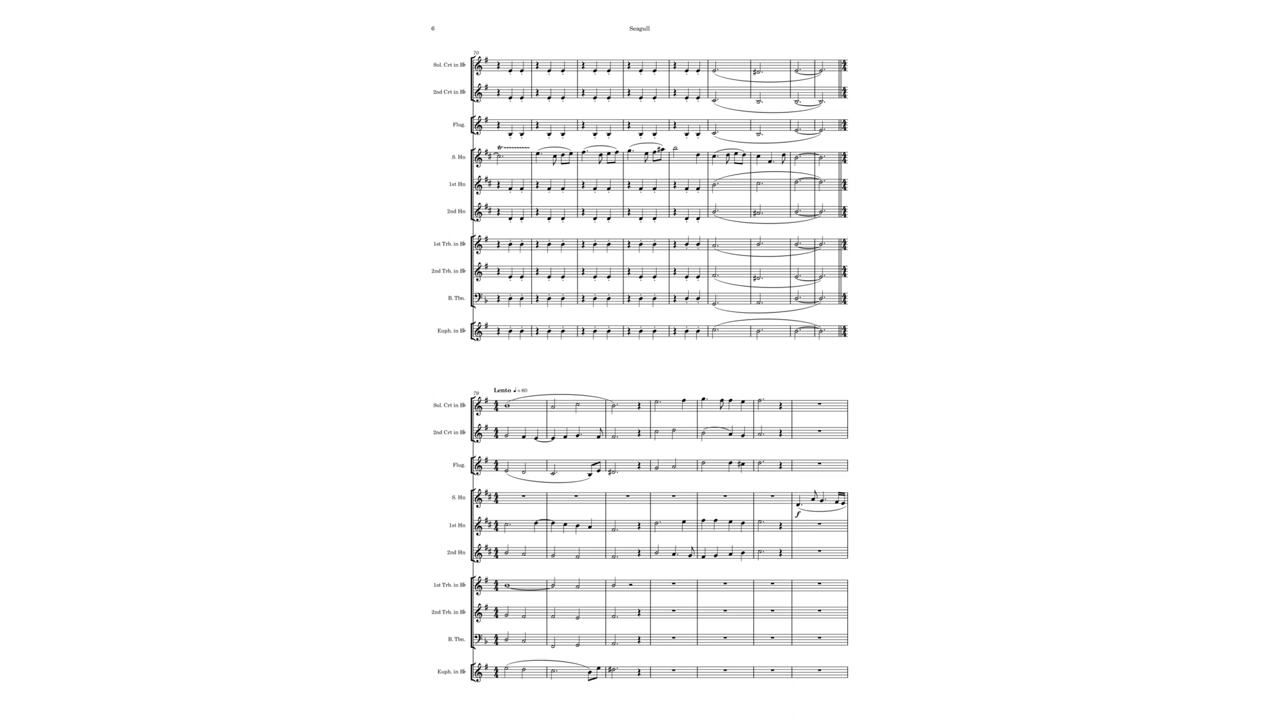 6
Seagull
70
Sol. Crt in B♭
2nd Crt in B♭
Flug.
S. Hn
1st Hn
2nd Hn
1st Trb. in B♭
2nd Trb. in B♭
B. Tbn.
Euph. in B♭
79
Lento ♩ = 60
Sol. Crt in B♭
2nd Crt in B♭
Flug.
S. Hn
f
1st Hn
2nd Hn
1st Trb. in B♭
2nd Trb. in B♭
B. Tbn.
Euph. in B♭